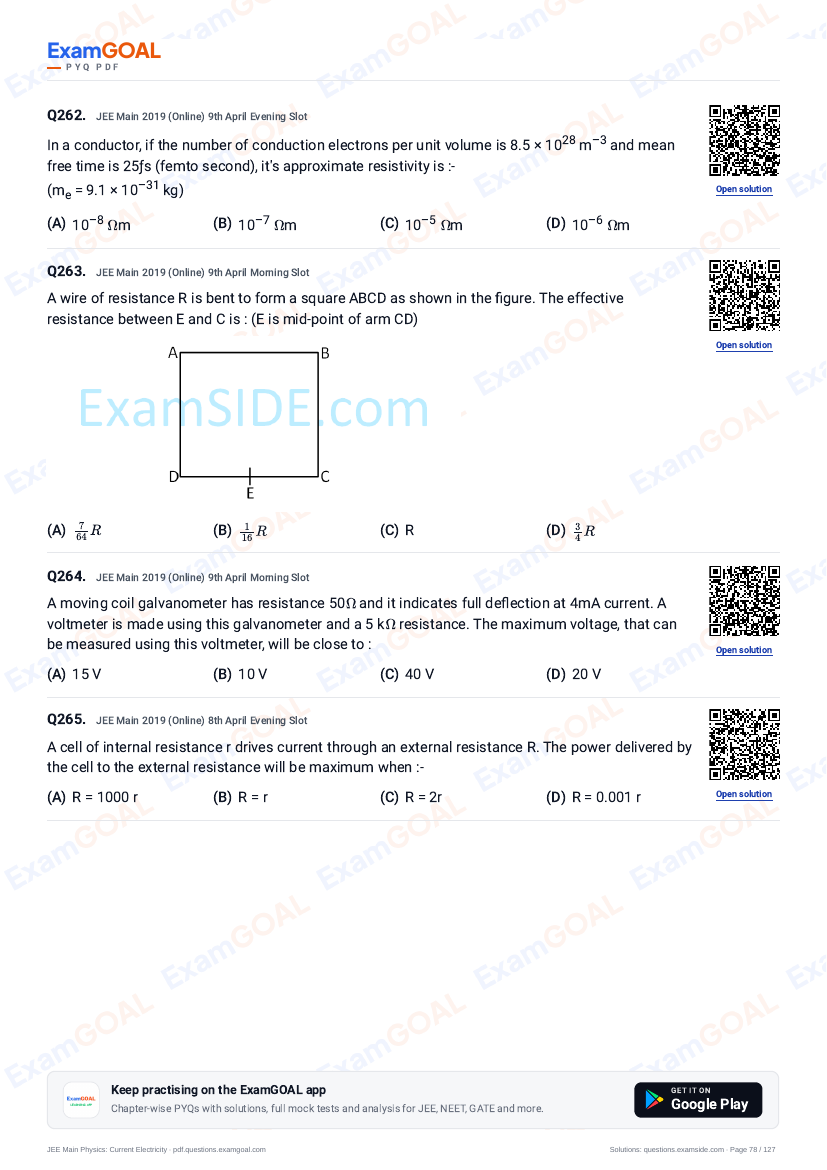 ExamGOAL
PYQ PDF
Q262. JEE Main 2019 (Online) 9th April Evening Slot
In a conductor, if the number of conduction electrons per unit volume is 8.5 × 10^28 m^−3 and mean
free time is 25ƒs (femto second), it's approximate resistivity is :-
(m_e = 9.1 × 10^−31 kg)
(A) 10^−8 Ωm (B) 10^−7 Ωm (C) 10^−5 Ωm (D) 10^−6 Ωm
Open solution
Q263. JEE Main 2019 (Online) 9th April Morning Slot
A wire of resistance R is bent to form a square ABCD as shown in the figure. The effective
resistance between E and C is : (E is mid-point of arm CD)
Open solution
A B
ExamSIDE.com
D C
E
(A) 7/64 R (B) 1/16 R (C) R (D) 3/4 R
Q264. JEE Main 2019 (Online) 9th April Morning Slot
A moving coil galvanometer has resistance 50Ω and it indicates full deflection at 4mA current. A
voltmeter is made using this galvanometer and a 5 kΩ resistance. The maximum voltage, that can
be measured using this voltmeter, will be close to :
Open solution
(A) 15 V (B) 10 V (C) 40 V (D) 20 V
Q265. JEE Main 2019 (Online) 8th April Evening Slot
A cell of internal resistance r drives current through an external resistance R. The power delivered by
the cell to the external resistance will be maximum when :-
(A) R = 1000 r (B) R = r (C) R = 2r (D) R = 0.001 r
Open solution
ExamGOAL
Keep practising on the ExamGOAL app
Chapter-wise PYQs with solutions, full mock tests and analysis for JEE, NEET, GATE and more.
GET IT ON
Google Play
JEE Main Physics: Current Electricity · pdf.questions.examgoal.com
Solutions: questions.examside.com · Page 78 / 127